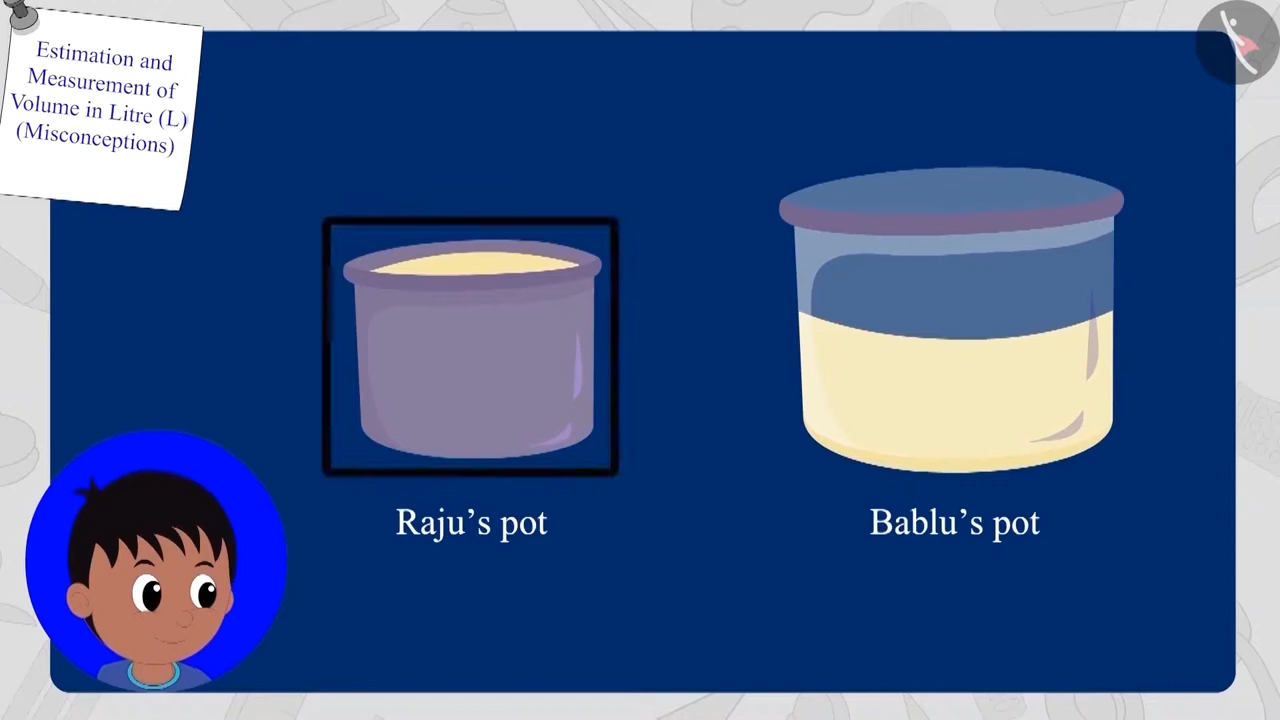 Estimation and
Measurement of
Volume in Litre (L)
(Misconceptions)
Raju’s pot
Bablu’s pot